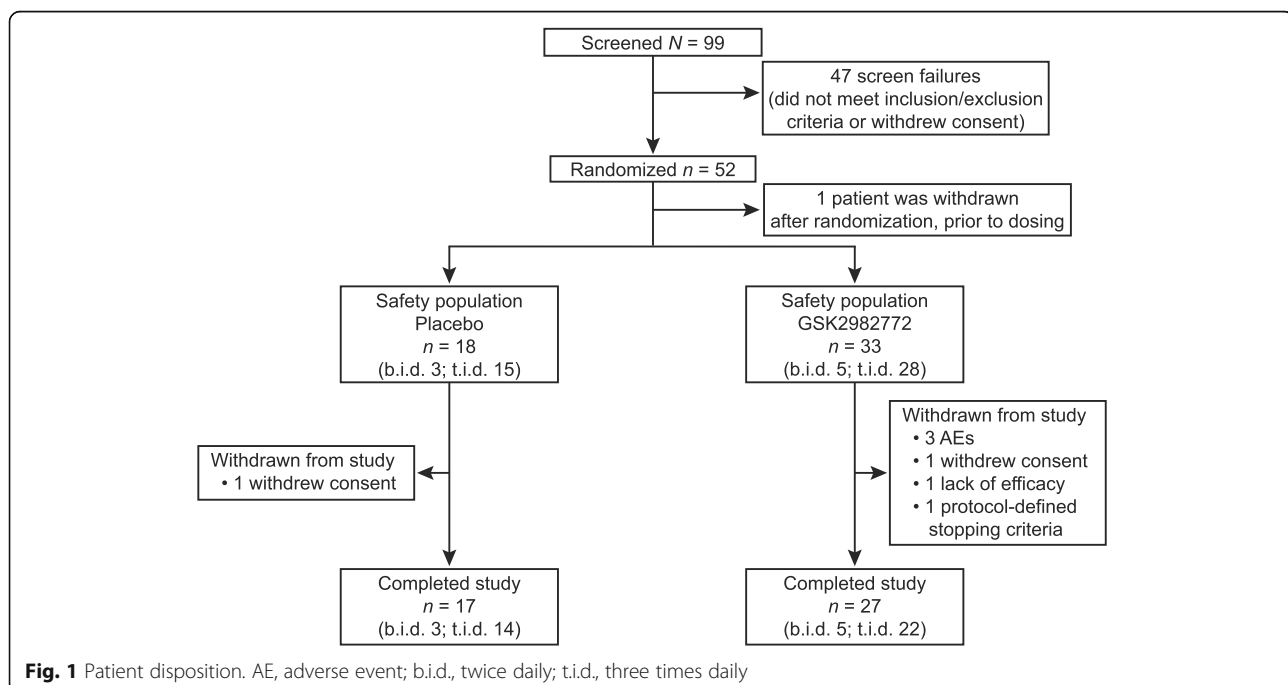 Screened N = 99
47 screen failures
(did not meet inclusion/exclusion
criteria or withdrew consent)
Randomized n = 52
1 patient was withdrawn
after randomization, prior to dosing
Safety population
Placebo
n = 18
(b.i.d. 3; t.i.d. 15)
Safety population
GSK2982772
n = 33
(b.i.d. 5; t.i.d. 28)
Withdrawn from study
• 1 withdrew consent
Withdrawn from study
• 3 AEs
• 1 withdrew consent
• 1 lack of efficacy
• 1 protocol-defined
stopping criteria
Completed study
n = 17
(b.i.d. 3; t.i.d. 14)
Completed study
n = 27
(b.i.d. 5; t.i.d. 22)
Fig. 1 Patient disposition. AE, adverse event; b.i.d., twice daily; t.i.d., three times daily